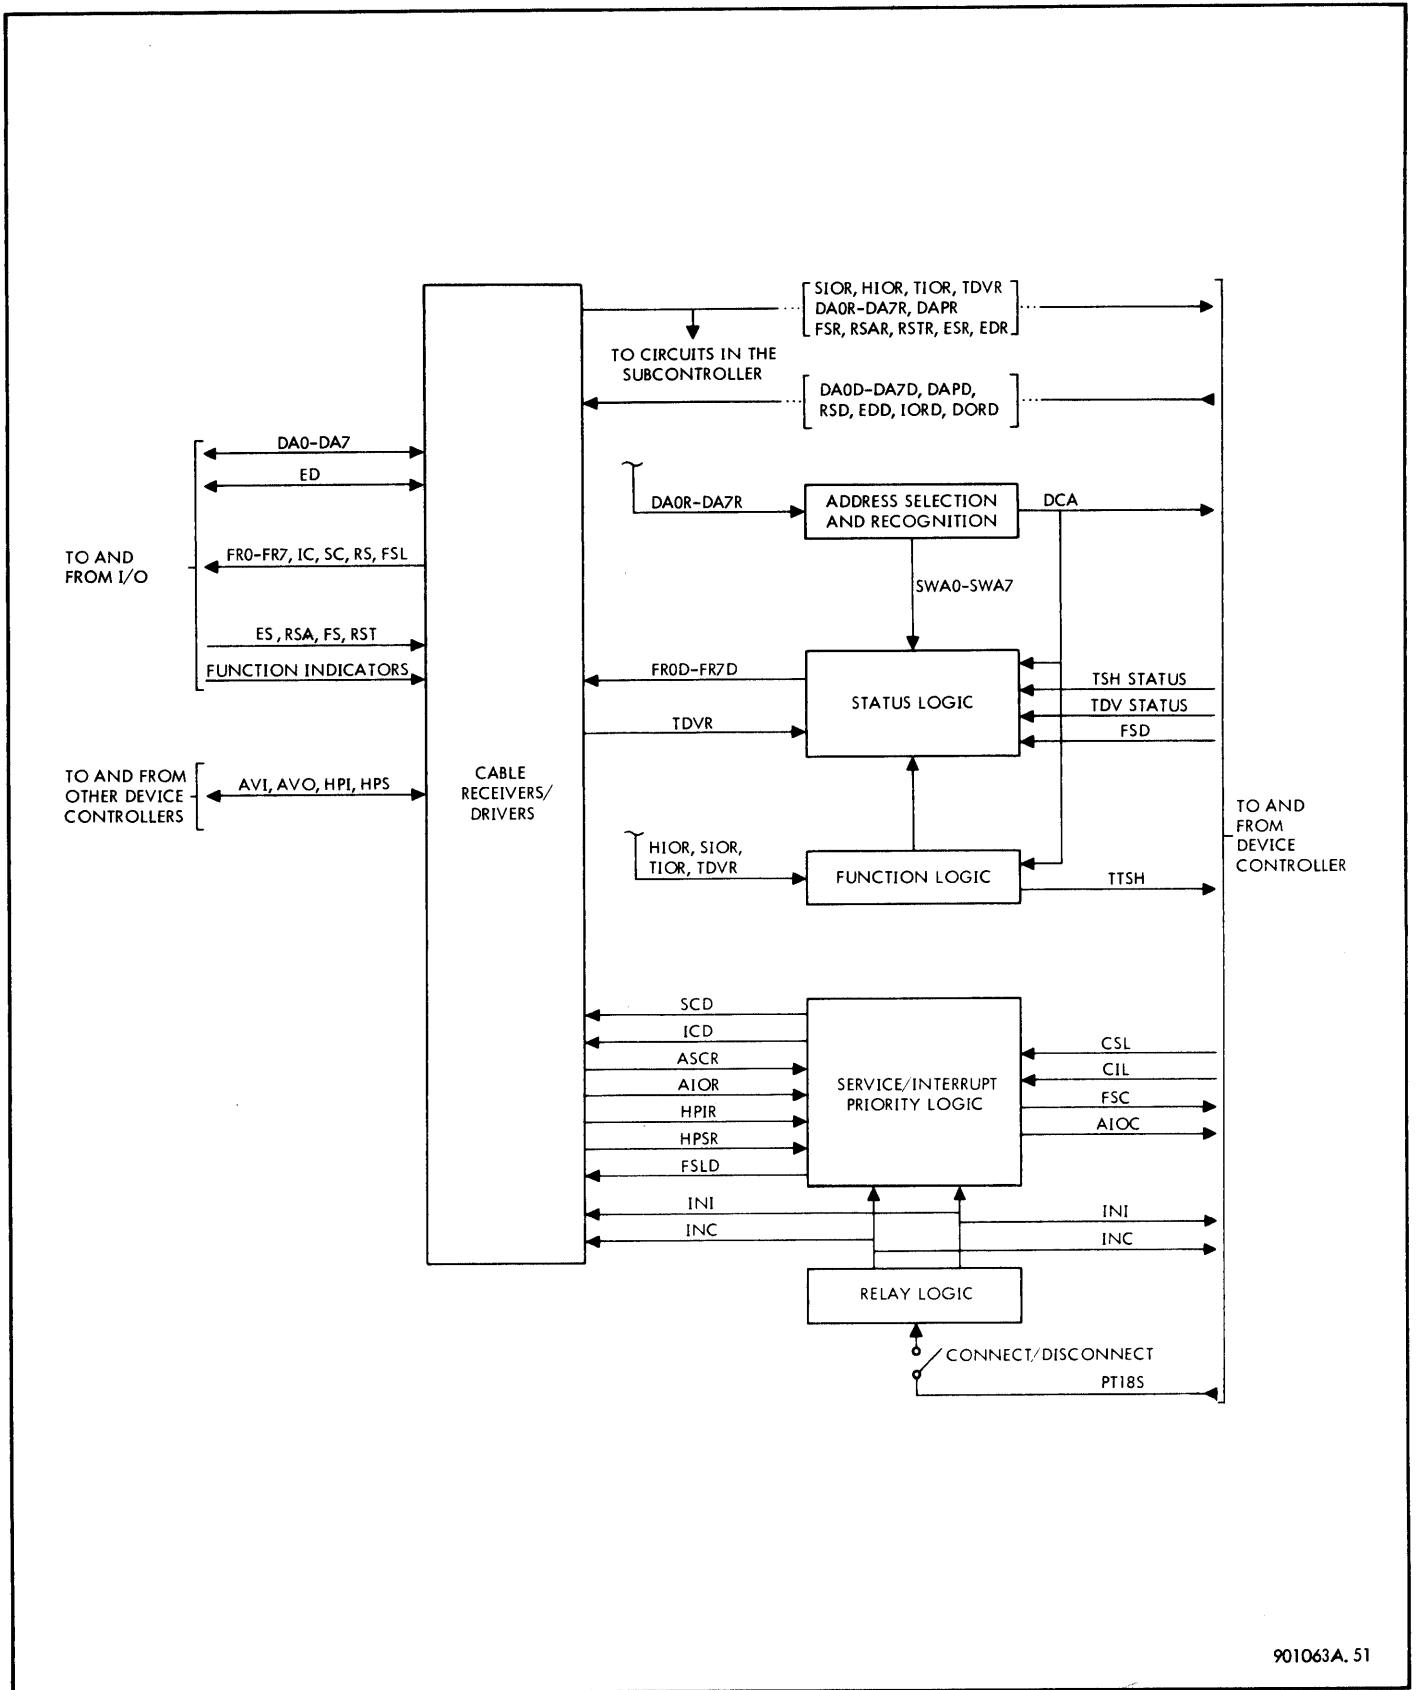 SIOR, HIOR, TIOR, TDVR
DA0R-DA7R, DAPR
FSR, RSAR, RSTR, ESR, EDR
TO CIRCUITS IN THE
SUBCONTROLLER
DA0D-DA7D, DAPD,
RSD, EDD, IORD, DORD
DA0-DA7
ED
DA0R-DA7R
ADDRESS SELECTION
AND RECOGNITION
DCA
TO AND
FROM I/O
FR0-FR7, IC, SC, RS, FSL
SWA0-SWA7
ES, RSA, FS, RST
FUNCTION INDICATORS
FR0D-FR7D
STATUS LOGIC
TSH STATUS
TDV STATUS
FSD
TDVR
TO AND FROM
OTHER DEVICE
CONTROLLERS
AVI, AVO, HPI, HPS
CABLE
RECEIVERS/
DRIVERS
TO AND
FROM
DEVICE
CONTROLLER
HIOR, SIOR,
TIOR, TDVR
FUNCTION LOGIC
TTSH
SCD
ICD
ASCR
AIOR
HPIR
HPSR
FSLD
SERVICE/INTERRUPT
PRIORITY LOGIC
CSL
CIL
FSC
AIOC
INI
INC
INI
INC
RELAY LOGIC
CONNECT/DISCONNECT
PT18S
901063A. 51